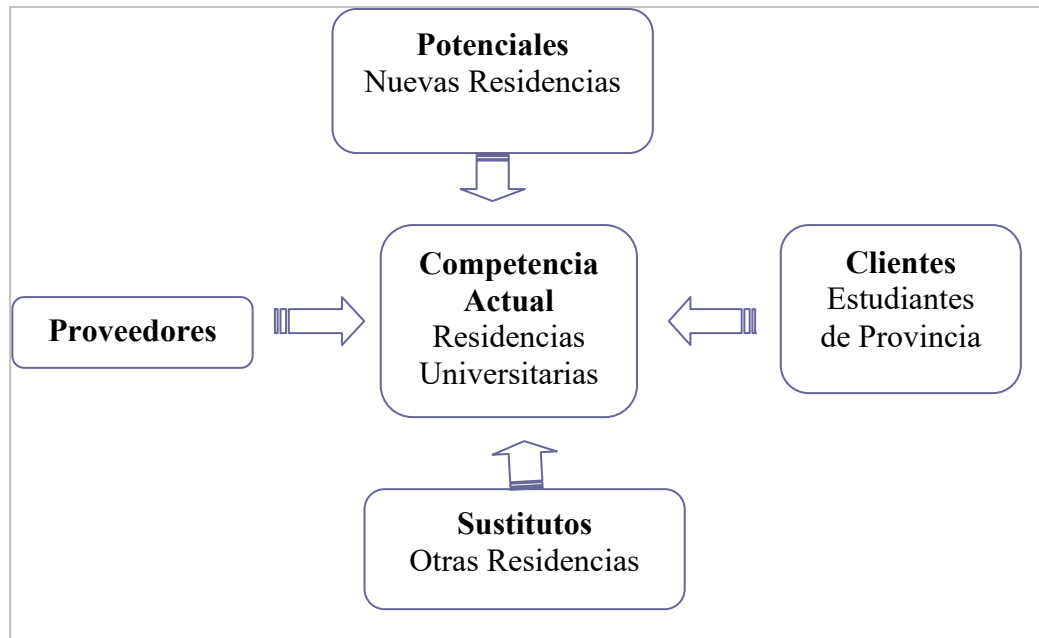 Potenciales
Nuevas Residencias
Competencia
Actual
Residencias
Universitarias
Clientes
Estudiantes
de Provincia
Proveedores
Sustitutos
Otras Residencias